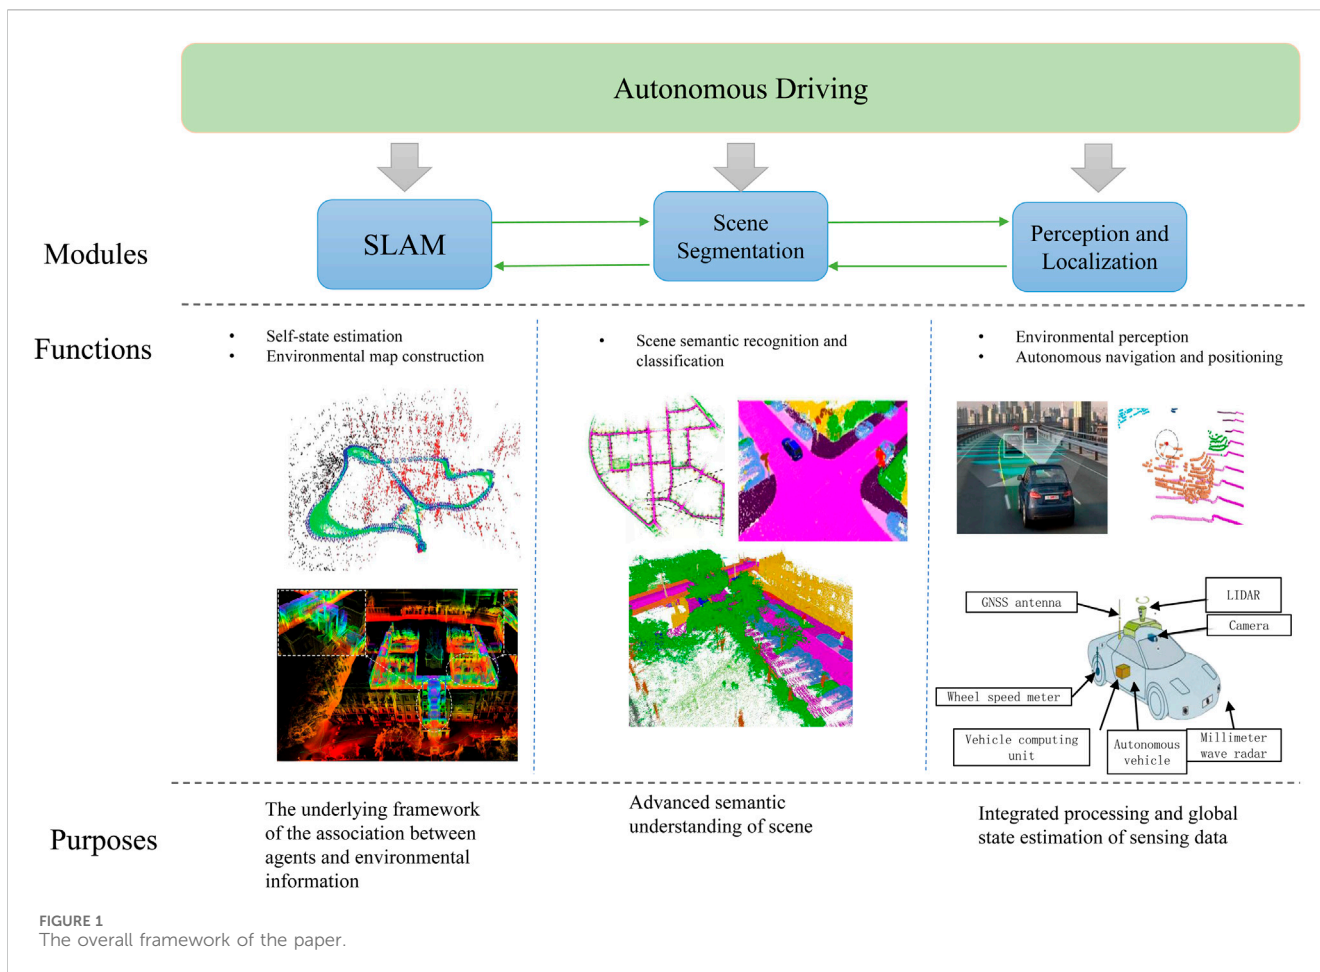 Autonomous Driving
Modules
SLAM
Scene
Segmentation
Perception and
Localization
Functions
• Self-state estimation
• Environmental map construction
• Scene semantic recognition and
classification
• Environmental perception
• Autonomous navigation and positioning
GNSS antenna
LIDAR
Camera
Wheel speed meter
Vehicle computing
unit
Autonomous
vehicle
Millimeter
wave radar
Purposes
The underlying framework
of the association between
agents and environmental
information
Advanced semantic
understanding of scene
Integrated processing and global
state estimation of sensing data
FIGURE 1
The overall framework of the paper.